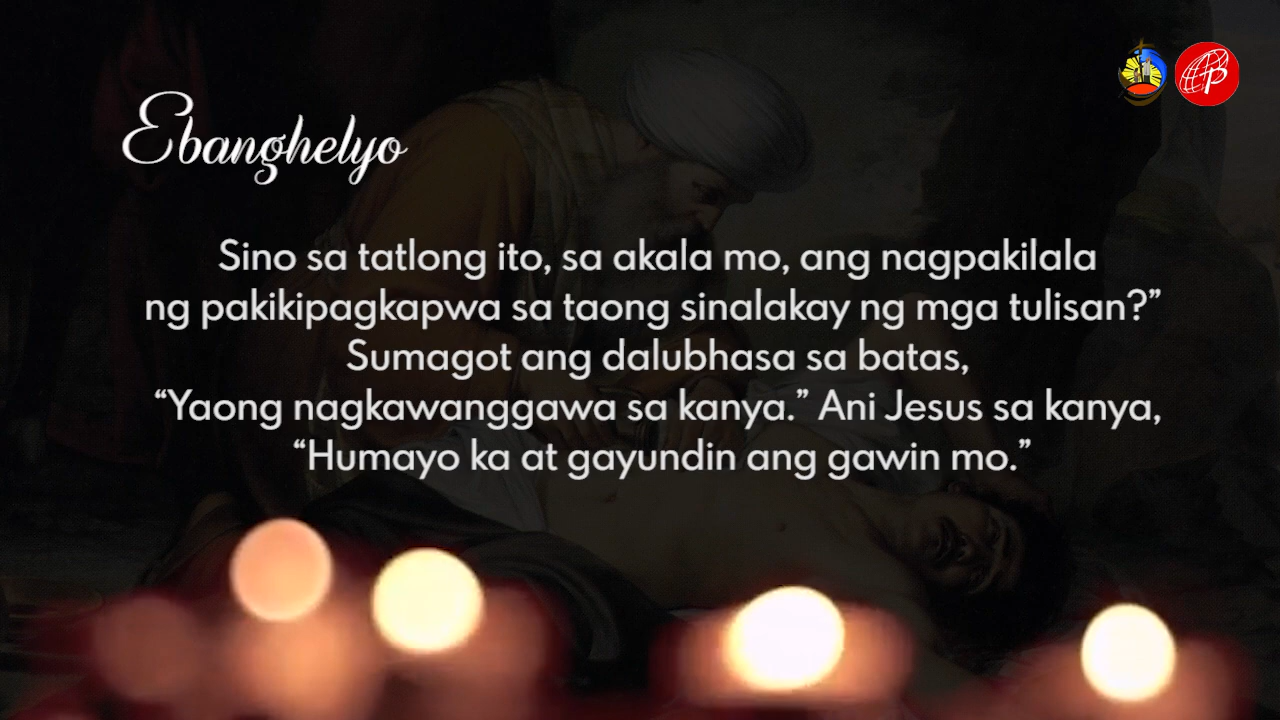 Ebanghelyo
Sino sa tatlong ito, sa akala mo, ang nagpakilala
ng pakikipagkapwa sa taong sinalakay ng mga tulisan?”
Sumagot ang dalubhasa sa batas,
“Yaong nagkawanggawa sa kanya.” Ani Jesus sa kanya,
“Humayo ka at gayundin ang gawin mo.”